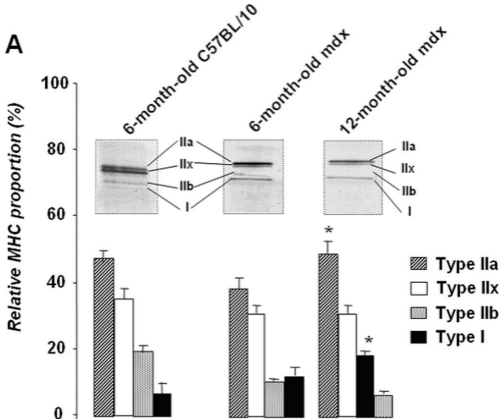 A
6-month-old C57BL/10
6-month-old mdx
12-month-old mdx
Relative MHC proportion (%)
100
80
60
40
20
0
IIa
IIx
IIb
I
IIa
IIx
IIb
I
*
*
Type IIa
Type IIx
Type IIb
Type I